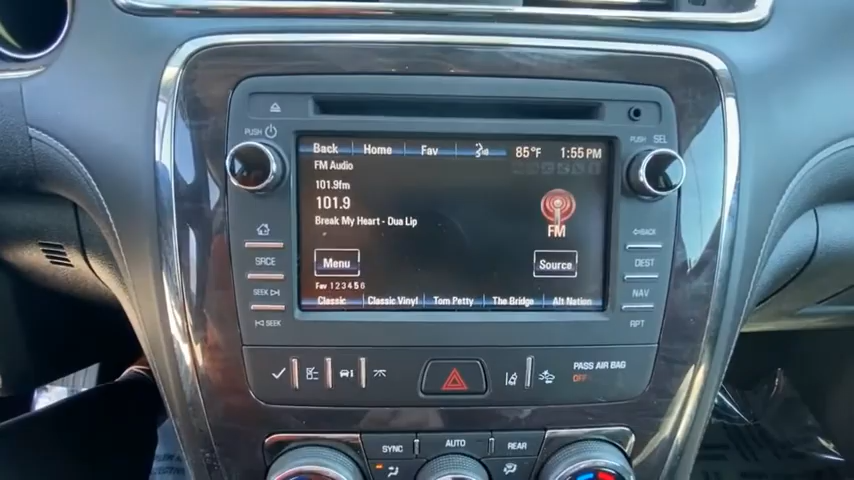 PUSH
PUSH SEL
Back Home Fav 85°F 1:55 PM
FM Audio
101.9fm
101.9
Break My Heart - Dua Lip
FM
Menu Source
Fav 1 2 3 4 5 6
Classic Classic Vinyl Tom Petty The Bridge Alt Nation
SRCE
SEEK
SEEK
BACK
DEST
NAV
RPT
PASS AIR BAG
OFF
SYNC AUTO REAR